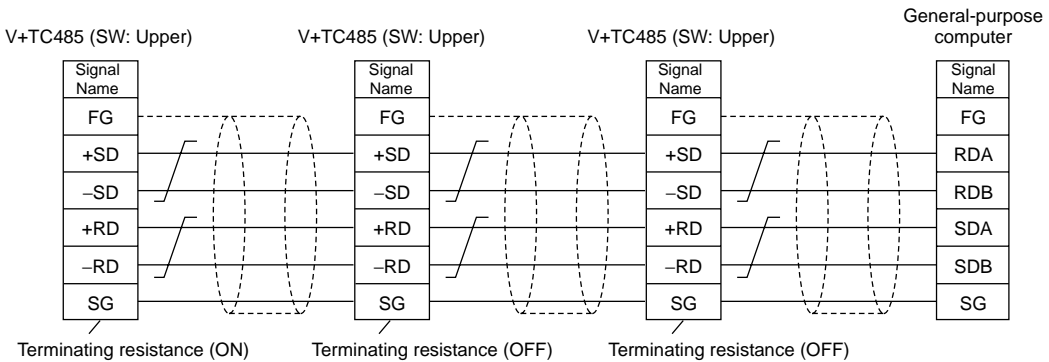 General-purpose
computer
V+TC485 (SW: Upper)
V+TC485 (SW: Upper)
V+TC485 (SW: Upper)
Signal
Name
FG
+SD
−SD
+RD
−RD
SG
Signal
Name
FG
+SD
−SD
+RD
−RD
SG
Signal
Name
FG
+SD
−SD
+RD
−RD
SG
Signal
Name
FG
RDA
RDB
SDA
SDB
SG
Terminating resistance (ON)
Terminating resistance (OFF)
Terminating resistance (OFF)